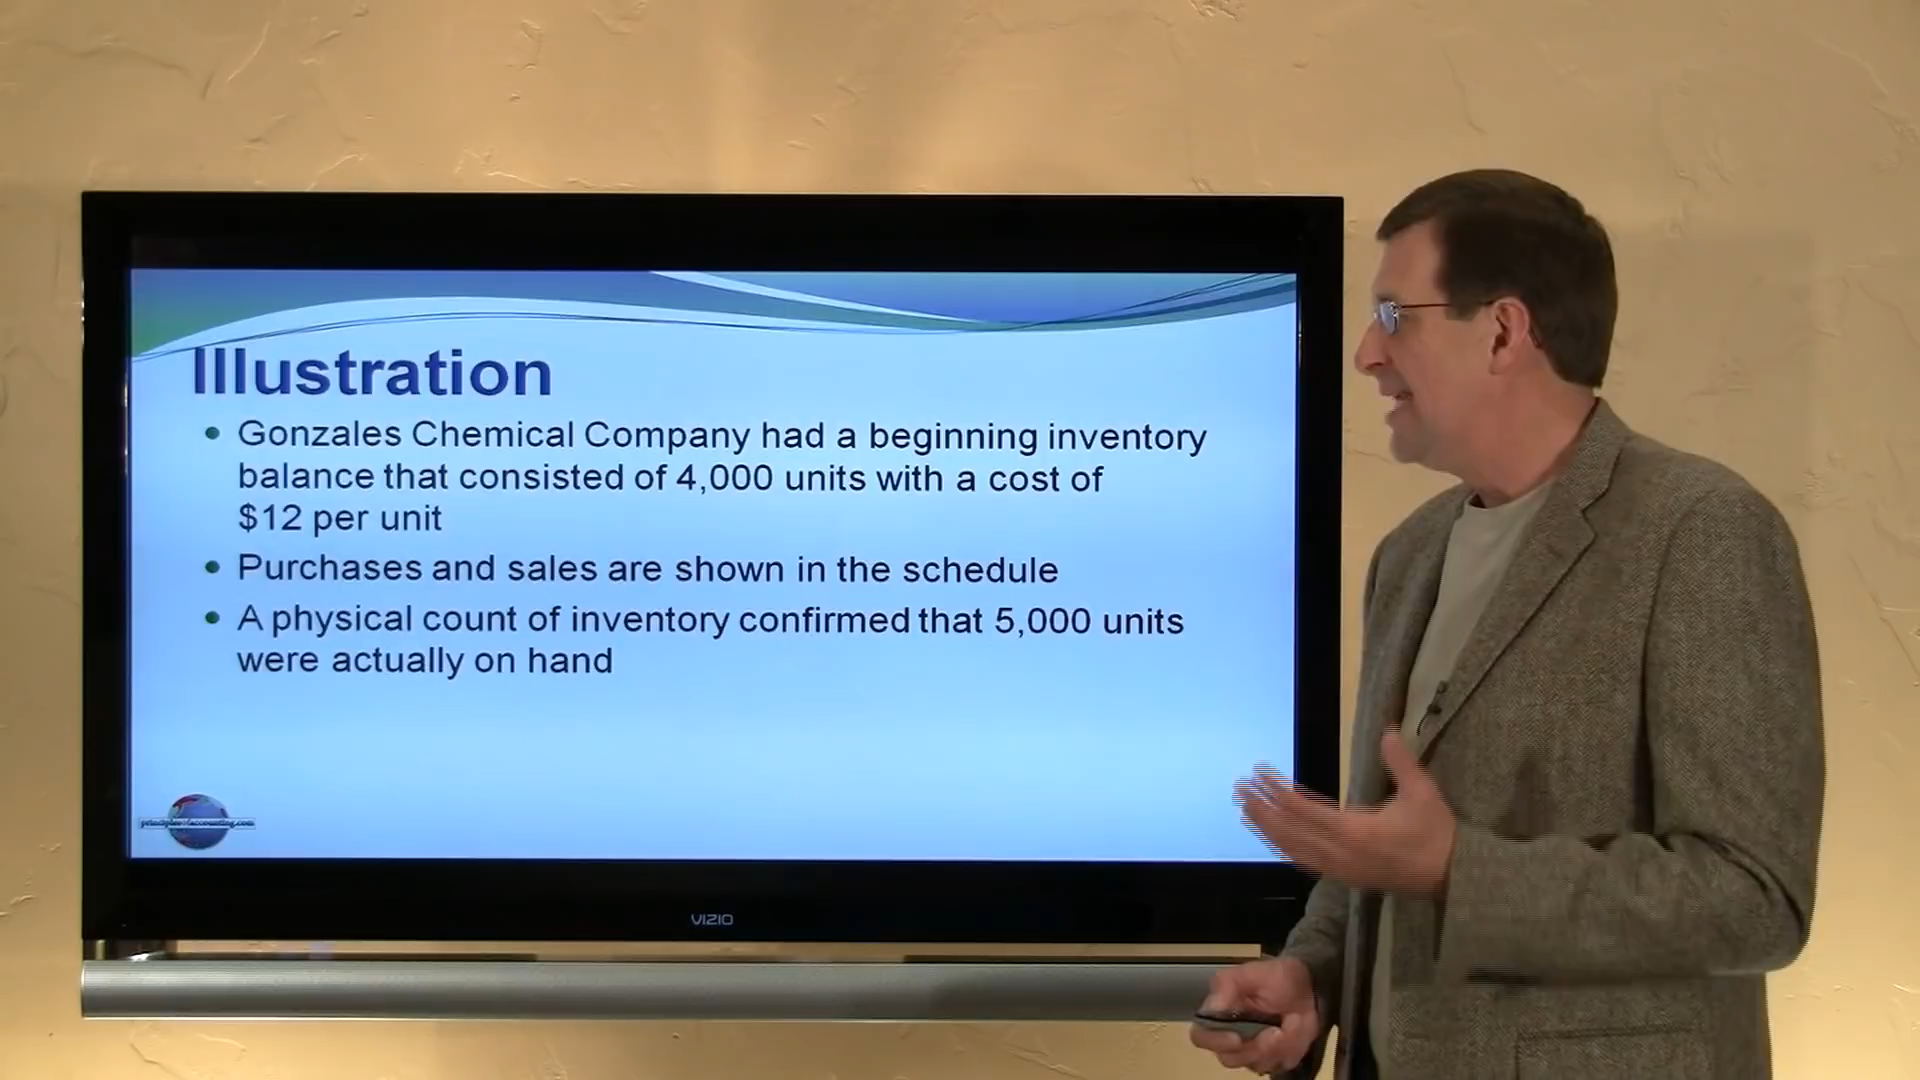 Illustration
• Gonzales Chemical Company had a beginning inventory
balance that consisted of 4,000 units with a cost of
$12 per unit
• Purchases and sales are shown in the schedule
• A physical count of inventory confirmed that 5,000 units
were actually on hand
principlesofaccounting.com
VIZIO